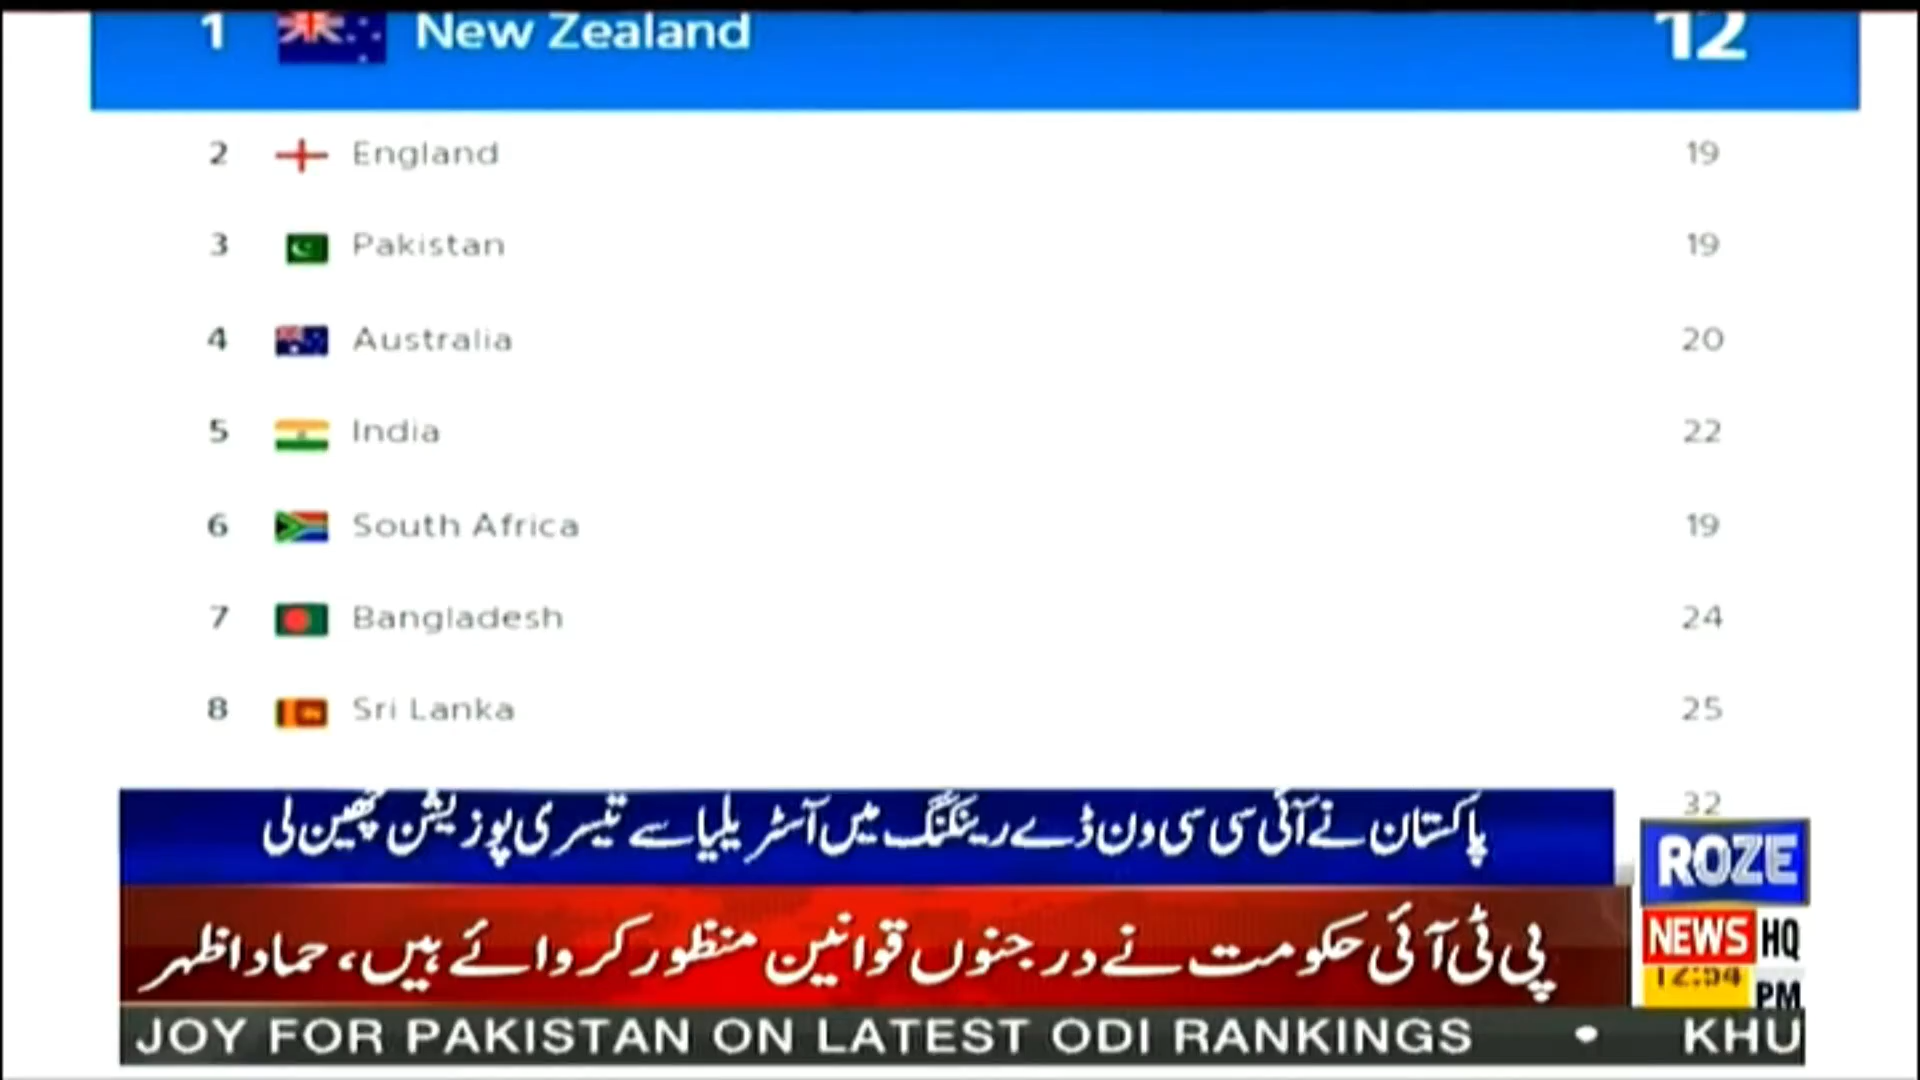 1 New Zealand 12
2 England 19
3 Pakistan 19
4 Australia 20
5 India 22
6 South Africa 19
7 Bangladesh 24
8 Sri Lanka 25
32
پاکستان نے آئی سی سی ون ڈے رینکنگ میں آسٹریلیا سے تیسری پوزیشن چھین لی
ROZE
پی ٹی آئی حکومت نے درجنوں قوانین منظور کروائے ہیں، حماد اظہر
NEWS HQ
PM
JOY FOR PAKISTAN ON LATEST ODI RANKINGS • KHU